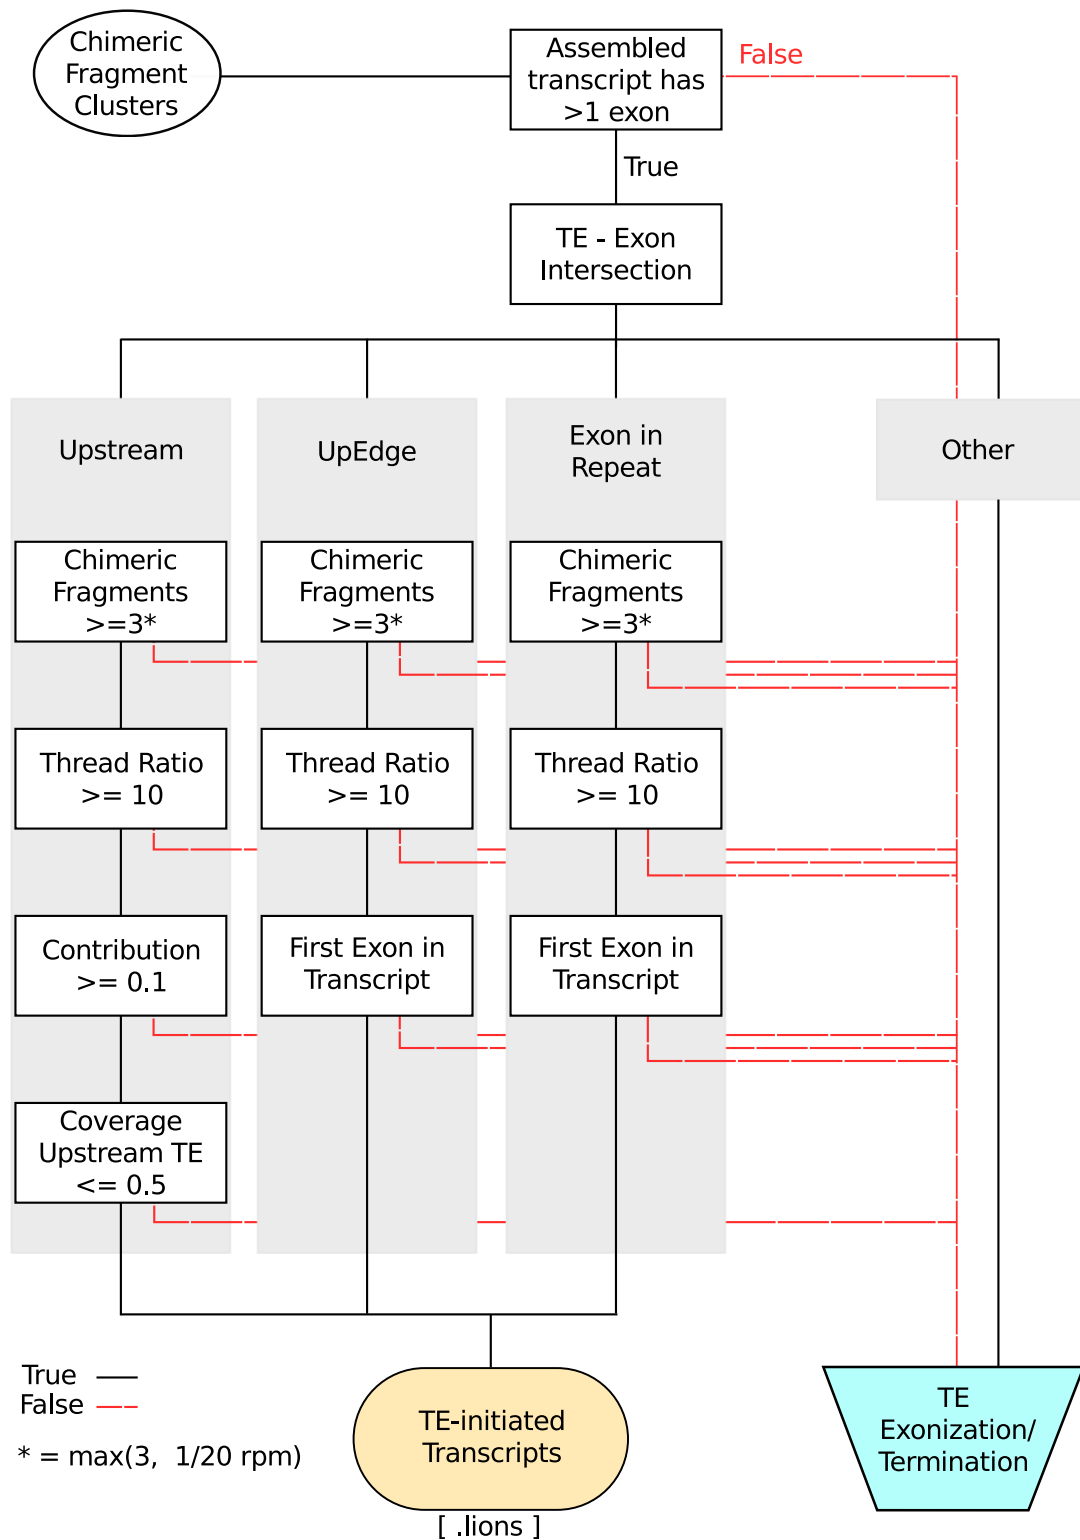 Chimeric
Fragment
Clusters
Assembled
transcript has
>1 exon
False
True
TE - Exon
Intersection
Upstream
UpEdge
Exon in
Repeat
Other
Chimeric
Fragments
>=3*
Chimeric
Fragments
>=3*
Chimeric
Fragments
>=3*
Thread Ratio
>= 10
Thread Ratio
>= 10
Thread Ratio
>= 10
Contribution
>= 0.1
First Exon in
Transcript
First Exon in
Transcript
Coverage
Upstream TE
<= 0.5
True
False
* = max(3, 1/20 rpm)
TE-initiated
Transcripts
[ .lions ]
TE
Exonization/
Termination